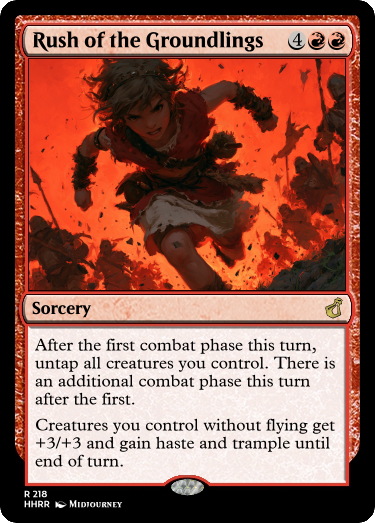 Rush of the Groundlings 4
Sorcery
After the first combat phase this turn,
untap all creatures you control. There is
an additional combat phase this turn
after the first.
Creatures you control without flying get
+3/+3 and gain haste and trample until
end of turn.
R 218
HHRR Midjourney